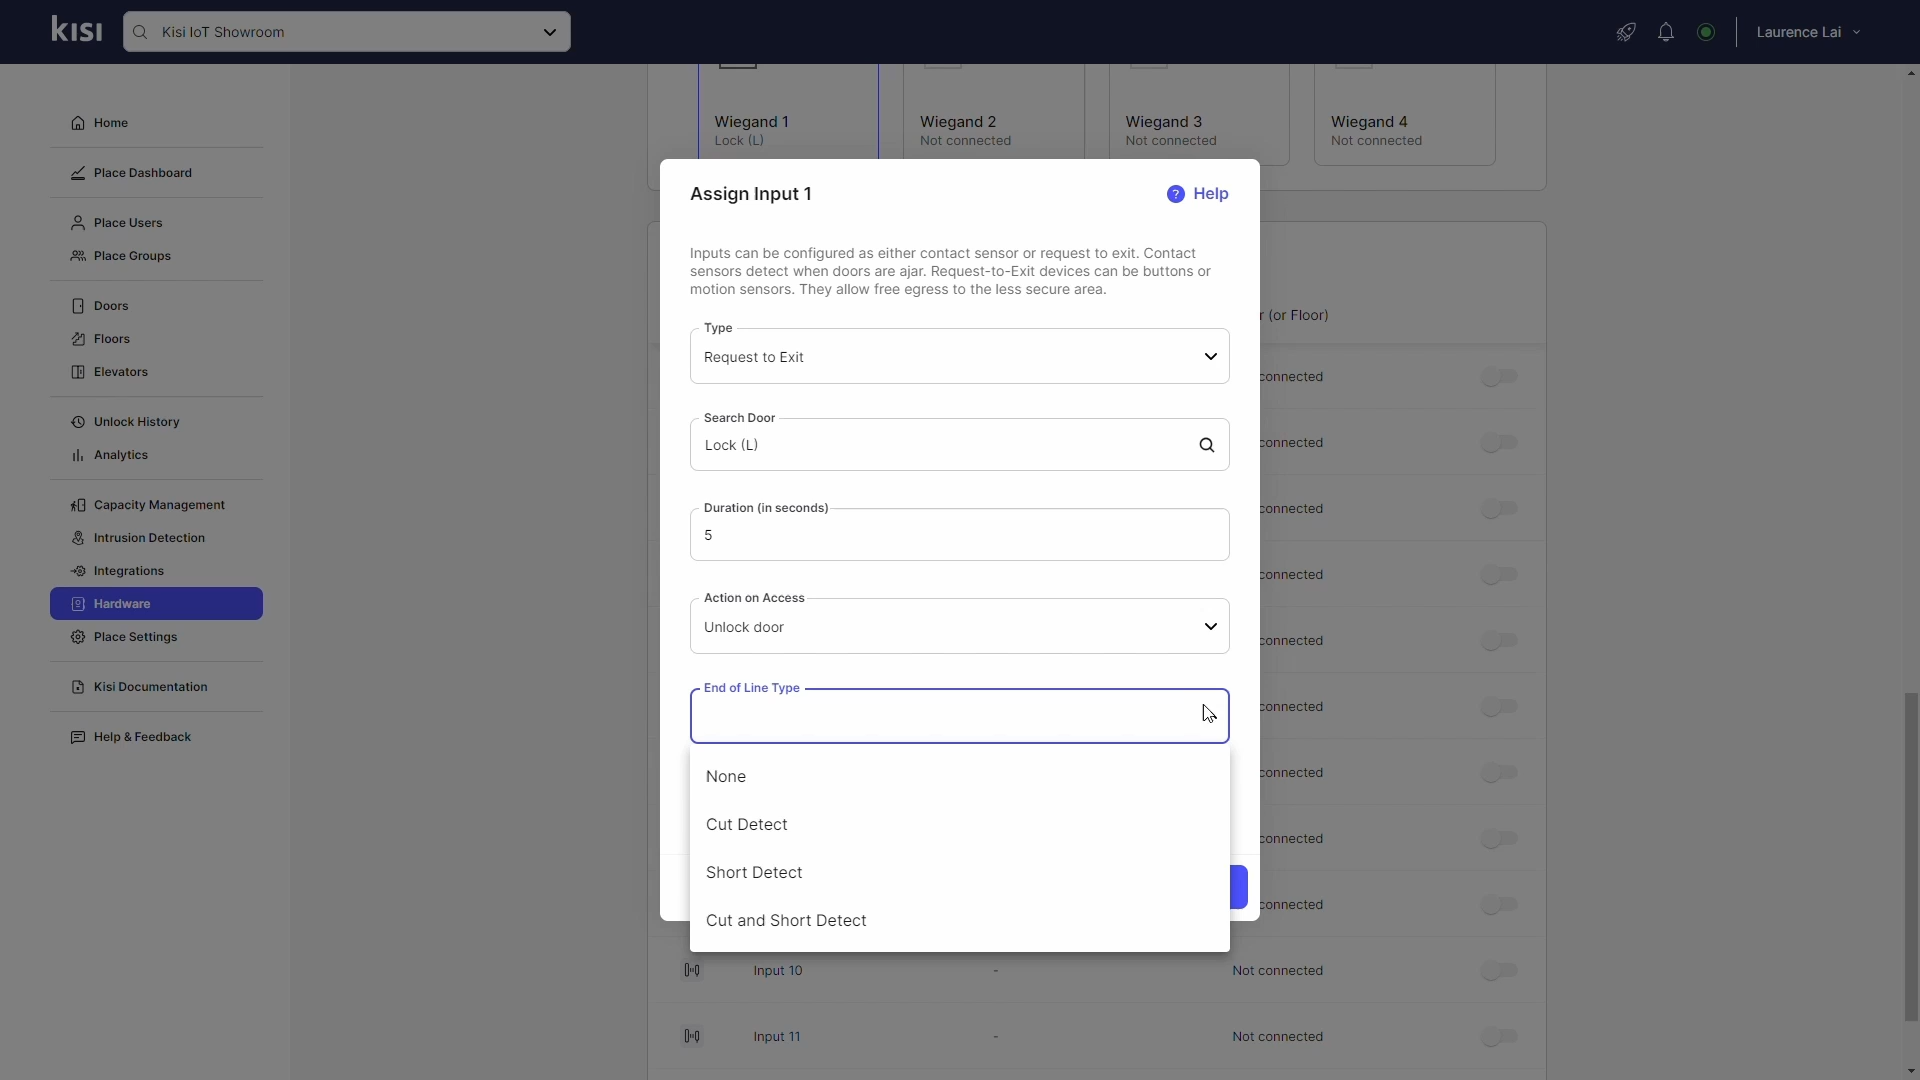 kisi
Kisi IoT Showroom
Laurence Lai
Home
Place Dashboard
Place Users
Place Groups
Doors
Floors
Elevators
Unlock History
Analytics
Capacity Management
Intrusion Detection
Integrations
Hardware
Place Settings
Kisi Documentation
Help & Feedback
Wiegand 1
Lock (L)
Wiegand 2
Not connected
Wiegand 3
Not connected
Wiegand 4
Not connected
Assign Input 1
? Help
Inputs can be configured as either contact sensor or request to exit. Contact
sensors detect when doors are ajar. Request-to-Exit devices can be buttons or
motion sensors. They allow free egress to the less secure area.
Type
Request to Exit
Search Door
Lock (L)
Duration (in seconds)
5
Action on Access
Unlock door
End of Line Type
None
Cut Detect
Short Detect
Cut and Short Detect
(or Floor)
connected
connected
connected
connected
connected
connected
connected
connected
connected
Input 10 - Not connected
Input 11 - Not connected